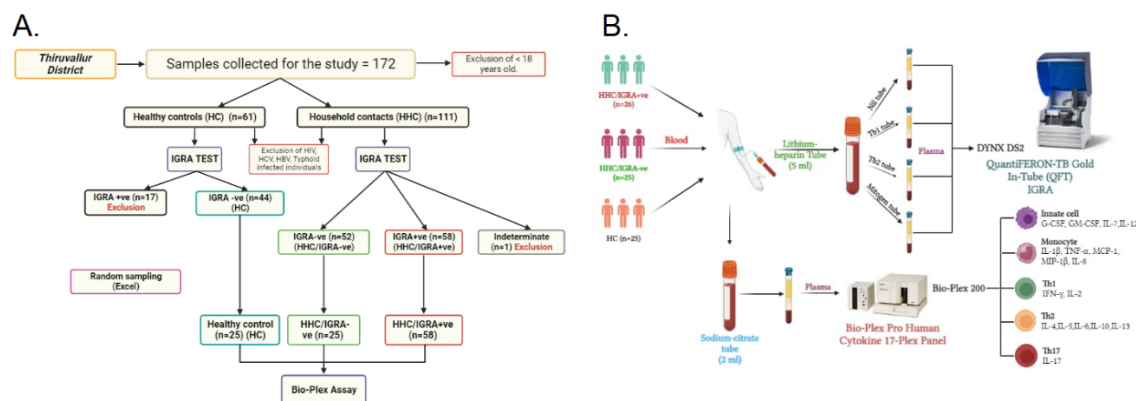 A.
Thiruvallur
District
Samples collected for the study = 172
Exclusion of < 18
years old.
Healthy controls (HC) (n=61)
Household contacts (HHC) (n=111)
IGRA TEST
Exclusion of HIV,
HCV, HBV, Typhoid
infected individuals
IGRA TEST
IGRA +ve (n=17)
Exclusion
IGRA -ve (n=44)
(HC)
IGRA-ve (n=52)
(HHC/IGRA-ve)
IGRA+ve (n=58)
(HHC/IGRA+ve)
Indeterminate
(n=1) Exclusion
Random sampling
(Excel)
Healthy control
(n=25) (HC)
HHC/IGRA-
ve (n=25)
HHC/IGRA+ve
(n=58)
Bio-Plex Assay
B.
HHC/IGRA+ve
(n=26)
HHC/IGRA-ve
(n=25)
HC (n=25)
Blood
Lithium-
heparin Tube
(5 ml)
Nil tube
Th1 tube
Th2 tube
Mitogen tube
Plasma
DYNX DS2
QuantiFERON-TB Gold
In-Tube (QFT)
IGRA
Sodium-citrate
tube
(2 ml)
Plasma
Bio-Plex Pro Human
Cytokine 17-Plex Panel
Bio-Plex 200
Innate cell
G-CSF, GM-CSF, IL-7, IL-12
Monocyte
IL-1β, TNF-α, MCP-1,
MIP-1β, IL-8
Th1
IFN-γ, IL-2
Th2
IL-4,IL-5,IL-6,IL-10,IL-13
Th17
IL-17